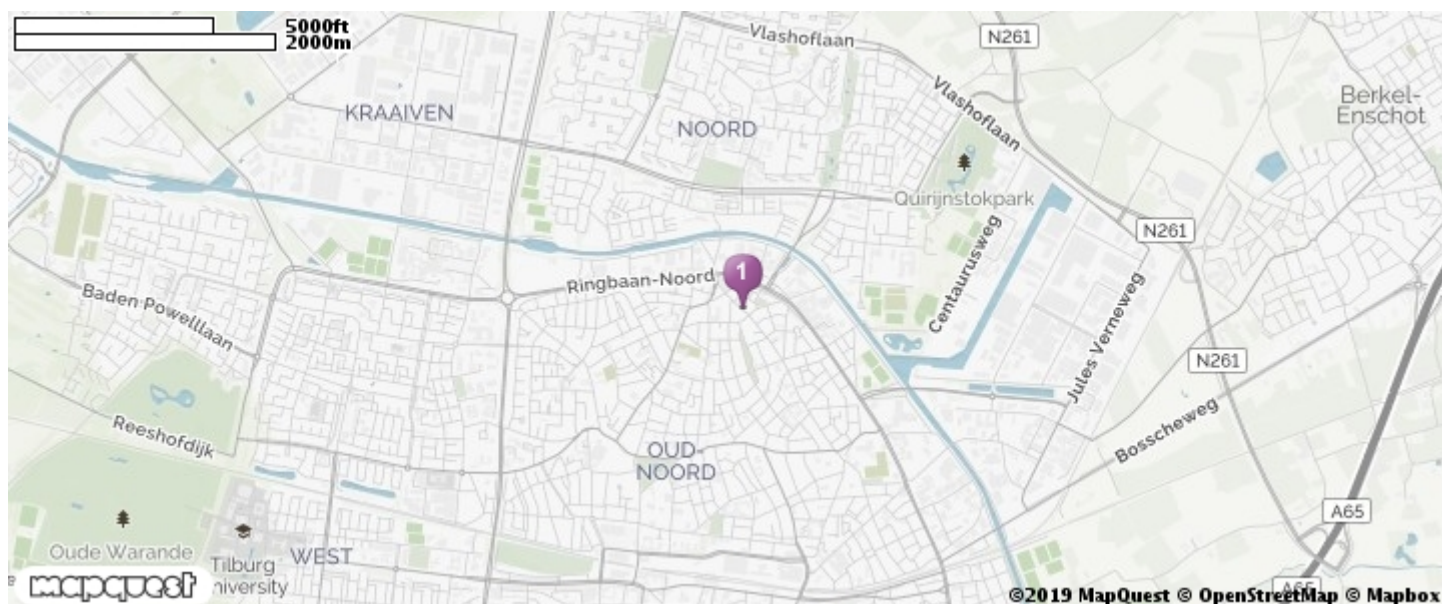 5000ft
2000m
Vlashoflaan
N261
Vlashoflaan
Berkel-
Enschot
KRAAIVEN
NOORD
Quirijnstokpark
N261
Centaurusweg
Ringbaan-Noord
1
Baden Powelllaan
Jules Verneweg
N261
Bosscheweg
Reeshofdijk
OUD-
NOORD
A65
Oude Warande
Tilburg
niversity
WEST
mapquest
A65
©2019 MapQuest © OpenStreetMap © Mapbox